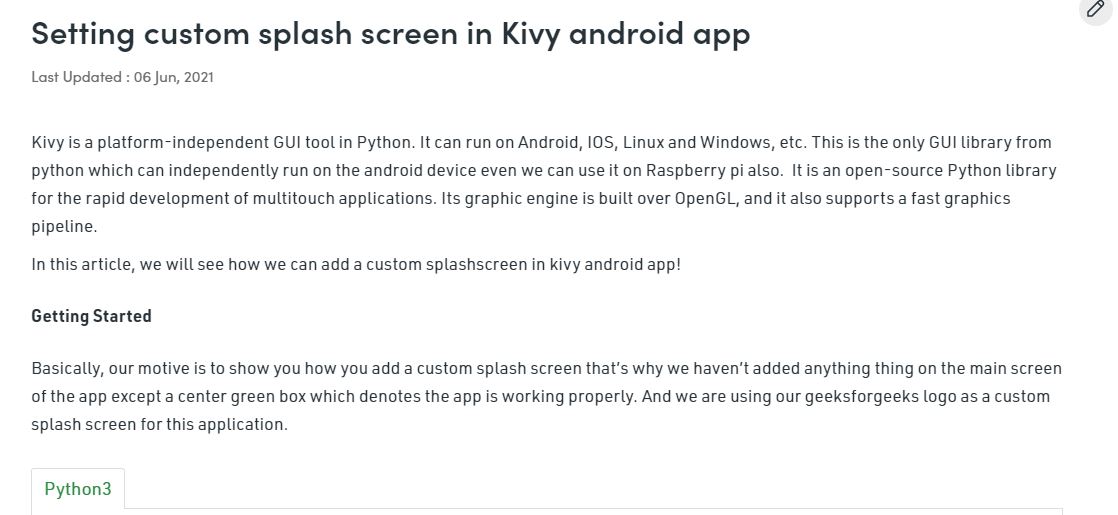 Setting custom splash screen in Kivy android app
Last Updated : 06 Jun, 2021
Kivy is a platform-independent GUI tool in Python. It can run on Android, IOS, Linux and Windows, etc. This is the only GUI library from
python which can independently run on the android device even we can use it on Raspberry pi also.  It is an open-source Python library
for the rapid development of multitouch applications. Its graphic engine is built over OpenGL, and it also supports a fast graphics
pipeline.
In this article, we will see how we can add a custom splashscreen in kivy android app!
Getting Started
Basically, our motive is to show you how you add a custom splash screen that's why we haven't added anything thing on the main screen
of the app except a center green box which denotes the app is working properly. And we are using our geeksforgeeks logo as a custom
splash screen for this application.
Python3